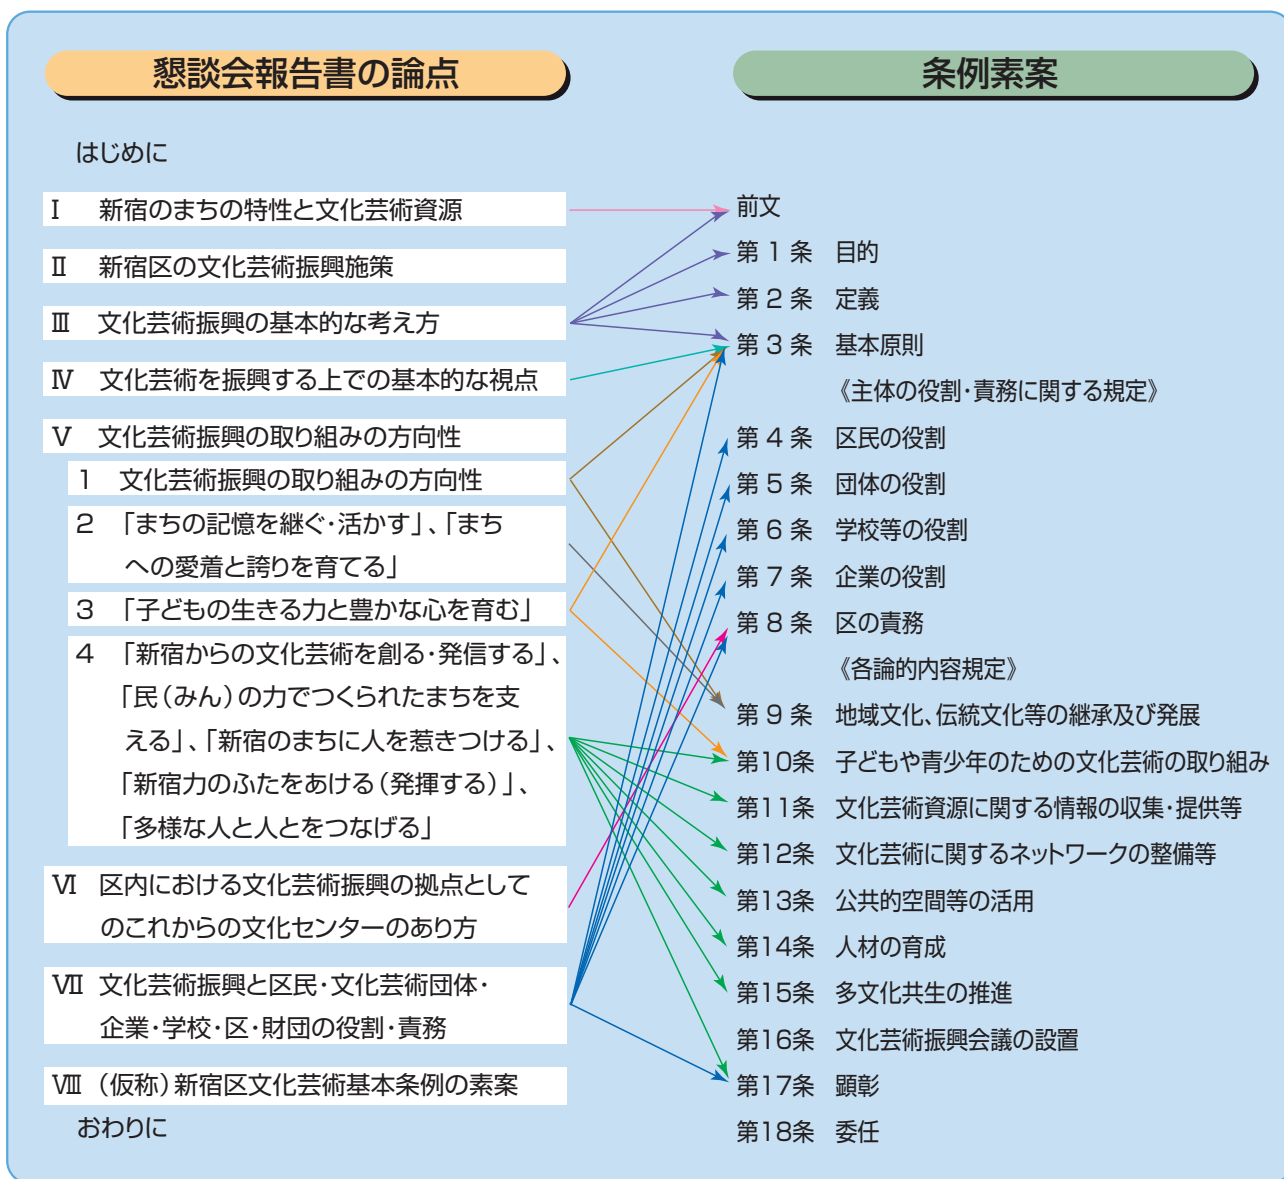 懇談会報告書の論点
はじめに
Ⅰ 新宿のまちの特性と文化芸術資源
Ⅱ 新宿区の文化芸術振興施策
Ⅲ 文化芸術振興の基本的な考え方
Ⅳ 文化芸術を振興する上での基本的な視点
Ⅴ 文化芸術振興の取り組みの方向性
1 文化芸術振興の取り組みの方向性
2 「まちの記憶を継ぐ・活かす」、「まち
への愛着と誇りを育てる」
3 「子どもの生きる力と豊かな心を育む」
4 「新宿からの文化芸術を創る・発信する」、
「民(みん)の力でつくられたまちを支
える」、「新宿のまちに人を惹きつける」、
「新宿力のふたをあける(発揮する)」、
「多様な人と人とをつなげる」
Ⅵ 区内における文化芸術振興の拠点として
のこれからの文化センターのあり方
Ⅶ 文化芸術振興と区民・文化芸術団体・
企業・学校・区・財団の役割・責務
Ⅷ (仮称)新宿区文化芸術基本条例の素案
おわりに
条例素案
前文
第1条 目的
第2条 定義
第3条 基本原則
《主体の役割・責務に関する規定》
第4条 区民の役割
第5条 団体の役割
第6条 学校等の役割
第7条 企業の役割
第8条 区の責務
《各論的内容規定》
第9条 地域文化、伝統文化等の継承及び発展
第10条 子どもや青少年のための文化芸術の取り組み
第11条 文化芸術資源に関する情報の収集・提供等
第12条 文化芸術に関するネットワークの整備等
第13条 公共的空間等の活用
第14条 人材の育成
第15条 多文化共生の推進
第16条 文化芸術振興会議の設置
第17条 顕彰
第18条 委任